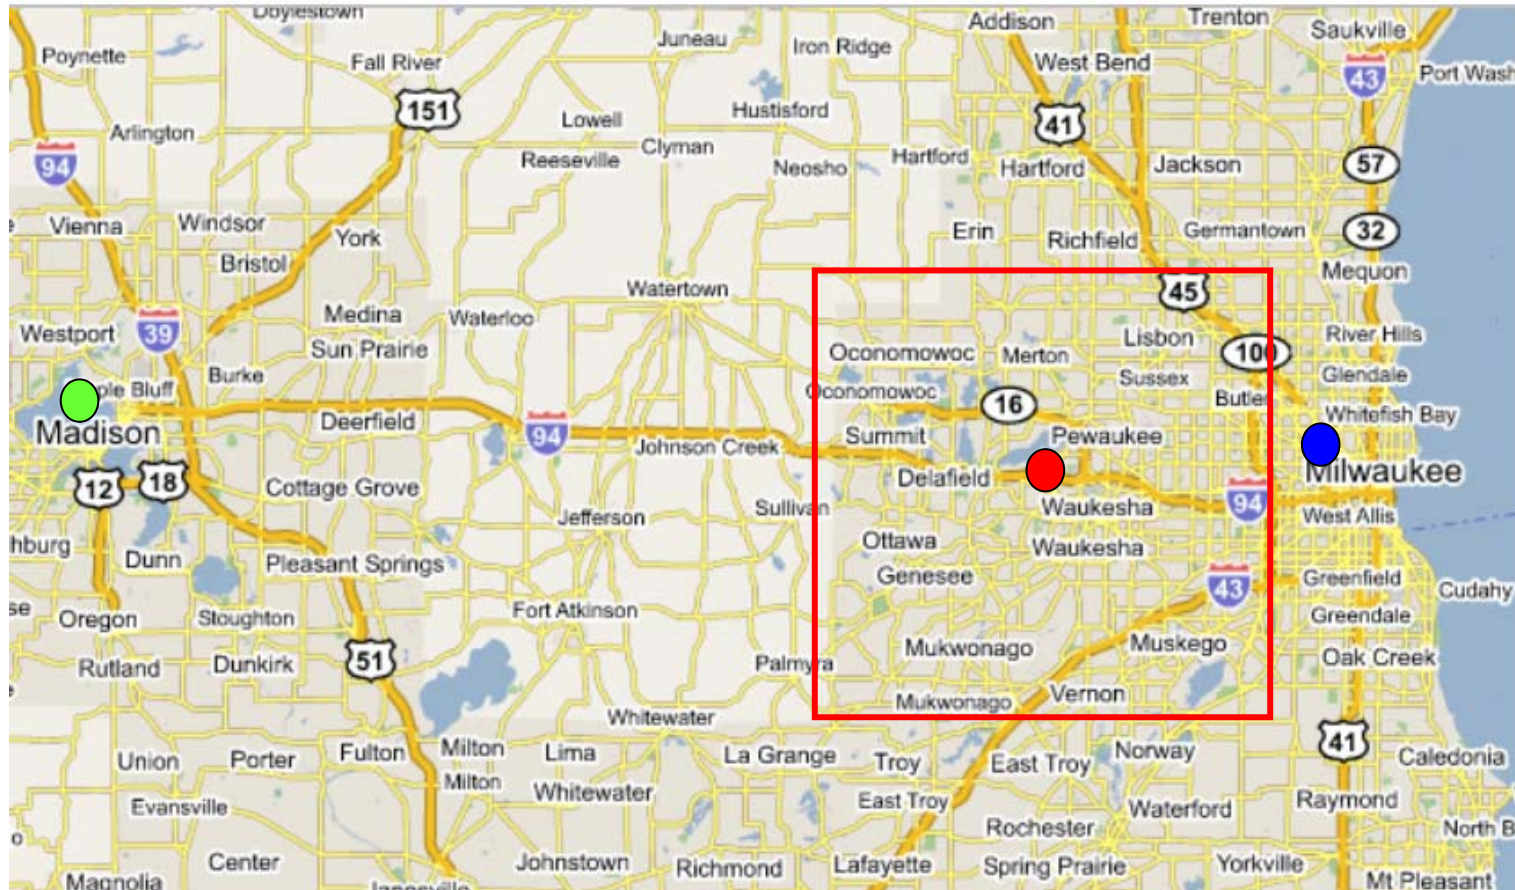 Doylestown
Addison
Trenton
Saukville
Poynette
Juneau
Iron Ridge
Fall River
West Bend
43
Port Wash
151
Hustisford
41
Arlington
Lowell
Clyman
Reeseville
Neosho
Hartford
Hartford
Jackson
57
94
Vienna
Windsor
York
Erin
Richfield
Germantown
32
Bristol
Mequon
Watertown
45
Westport
39
Medina
Waterloo
Sun Prairie
Lisbon
River Hills
Oconomowoc
Merton
100
Burke
Sussex
Glendale
ple Bluff
Oconomowoc
Butler
16
Whitefish Bay
Madison
Deerfield
94
Johnson Creek
Summit
Pewaukee
Milwaukee
12
18
Cottage Grove
Delafield
94
Sullivan
Waukesha
Jefferson
West Allis
hburg
Dunn
Pleasant Springs
Ottawa
Waukesha
Genesee
43
Greenfield
Cudahy
se
Oregon
Stoughton
Fort Atkinson
Greendale
Rutland
Dunkirk
51
Palmyra
Mukwonago
Muskego
Oak Creek
Mukwonago
Vernon
Whitewater
Union
Porter
Fulton
Milton
Lima
La Grange
Troy
East Troy
Norway
41
Caledonia
Milton
Whitewater
Evansville
East Troy
Waterford
Raymond
Rochester
North B
Center
Johnstown
Richmond
Lafayette
Spring Prairie
Yorkville
Magnolia
Janesville
Mt Pleasant